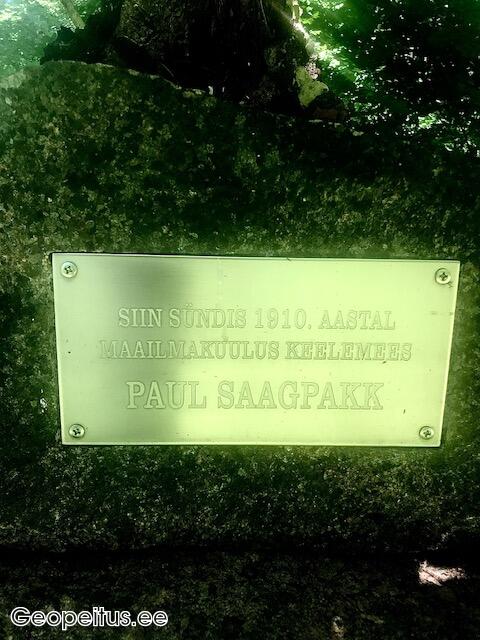 SIIN SÜNDIS 1910. AASTAL
MAAILMAKUULUS KEELEMEES
PAUL SAAGPAKK
Geopeitus.ee